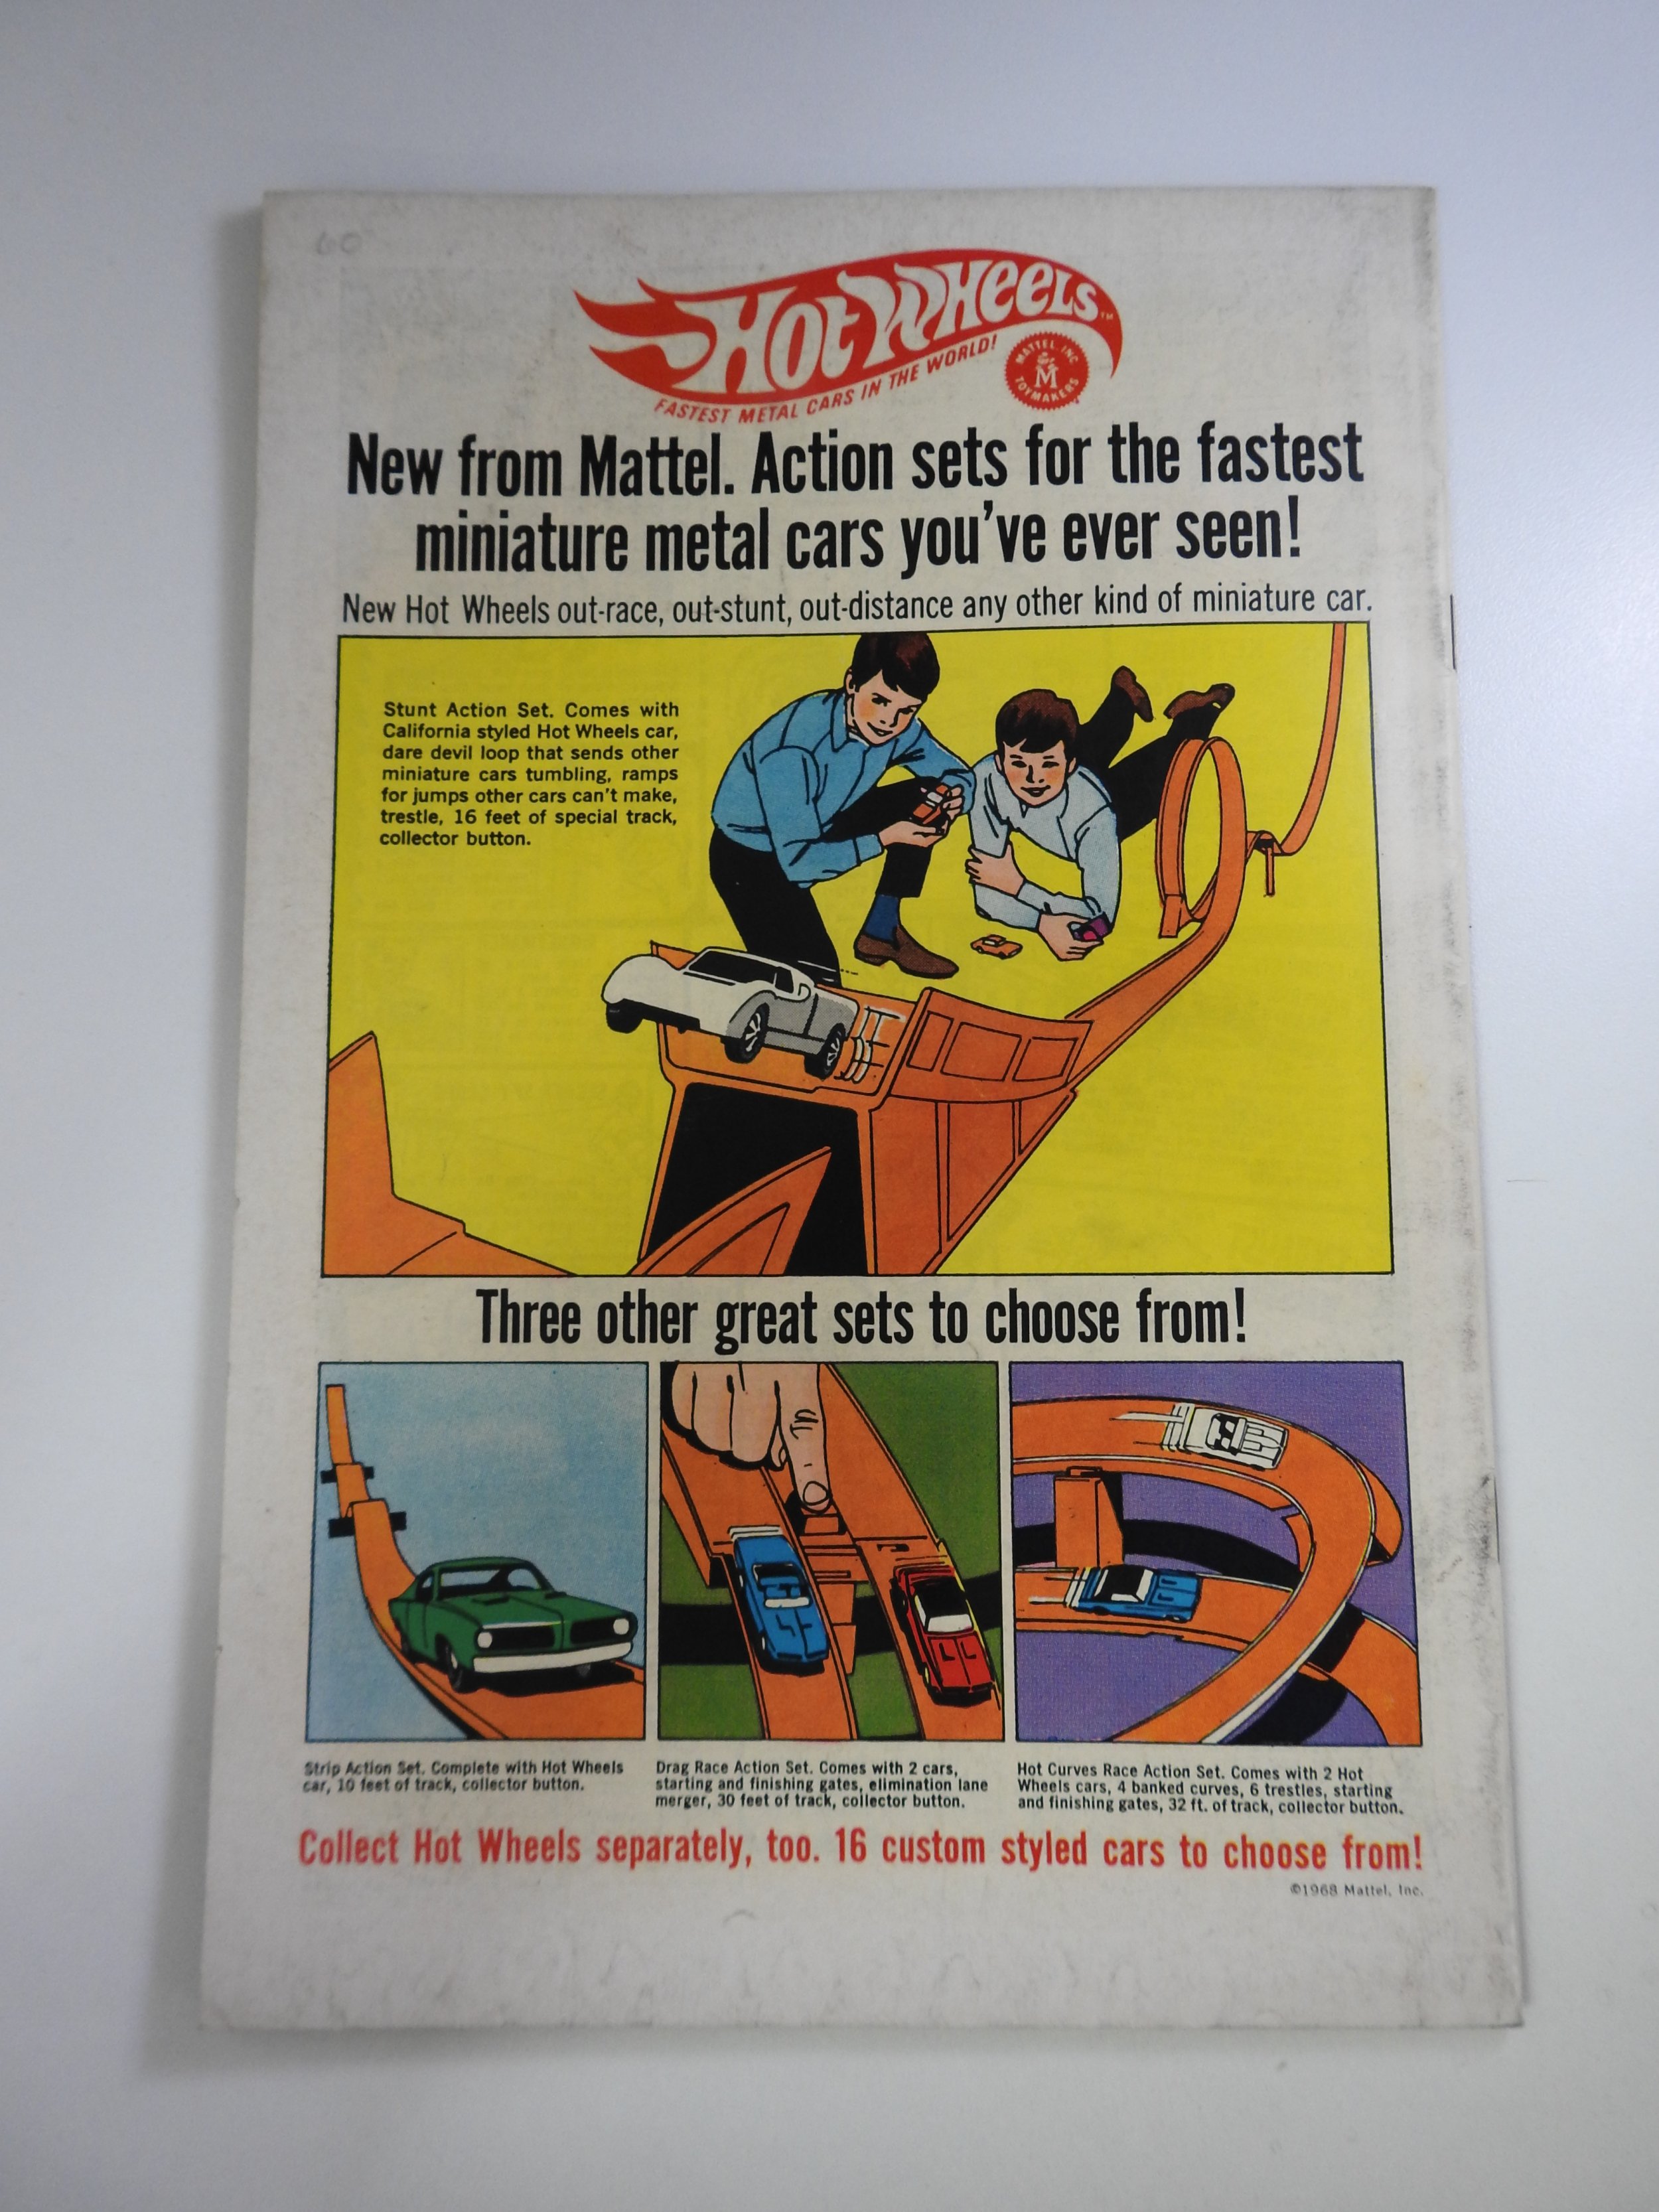 60
HOT WHEELS™
FASTEST METAL CARS IN THE WORLD!
MATTEL, INC.
M
TOYMAKERS
New from Mattel. Action sets for the fastest
miniature metal cars you've ever seen!
New Hot Wheels out-race, out-stunt, out-distance any other kind of miniature car.
Stunt Action Set. Comes with
California styled Hot Wheels car,
dare devil loop that sends other
miniature cars tumbling, ramps
for jumps other cars can't make,
trestle, 16 feet of special track,
collector button.
Three other great sets to choose from!
Strip Action Set. Complete with Hot Wheels
car, 10 feet of track, collector button.
Drag Race Action Set. Comes with 2 cars,
starting and finishing gates, elimination lane
merger, 30 feet of track, collector button.
Hot Curves Race Action Set. Comes with 2 Hot
Wheels cars, 4 banked curves, 6 trestles, starting
and finishing gates, 32 ft. of track, collector button.
Collect Hot Wheels separately, too. 16 custom styled cars to choose from!
©1968 Mattel, Inc.